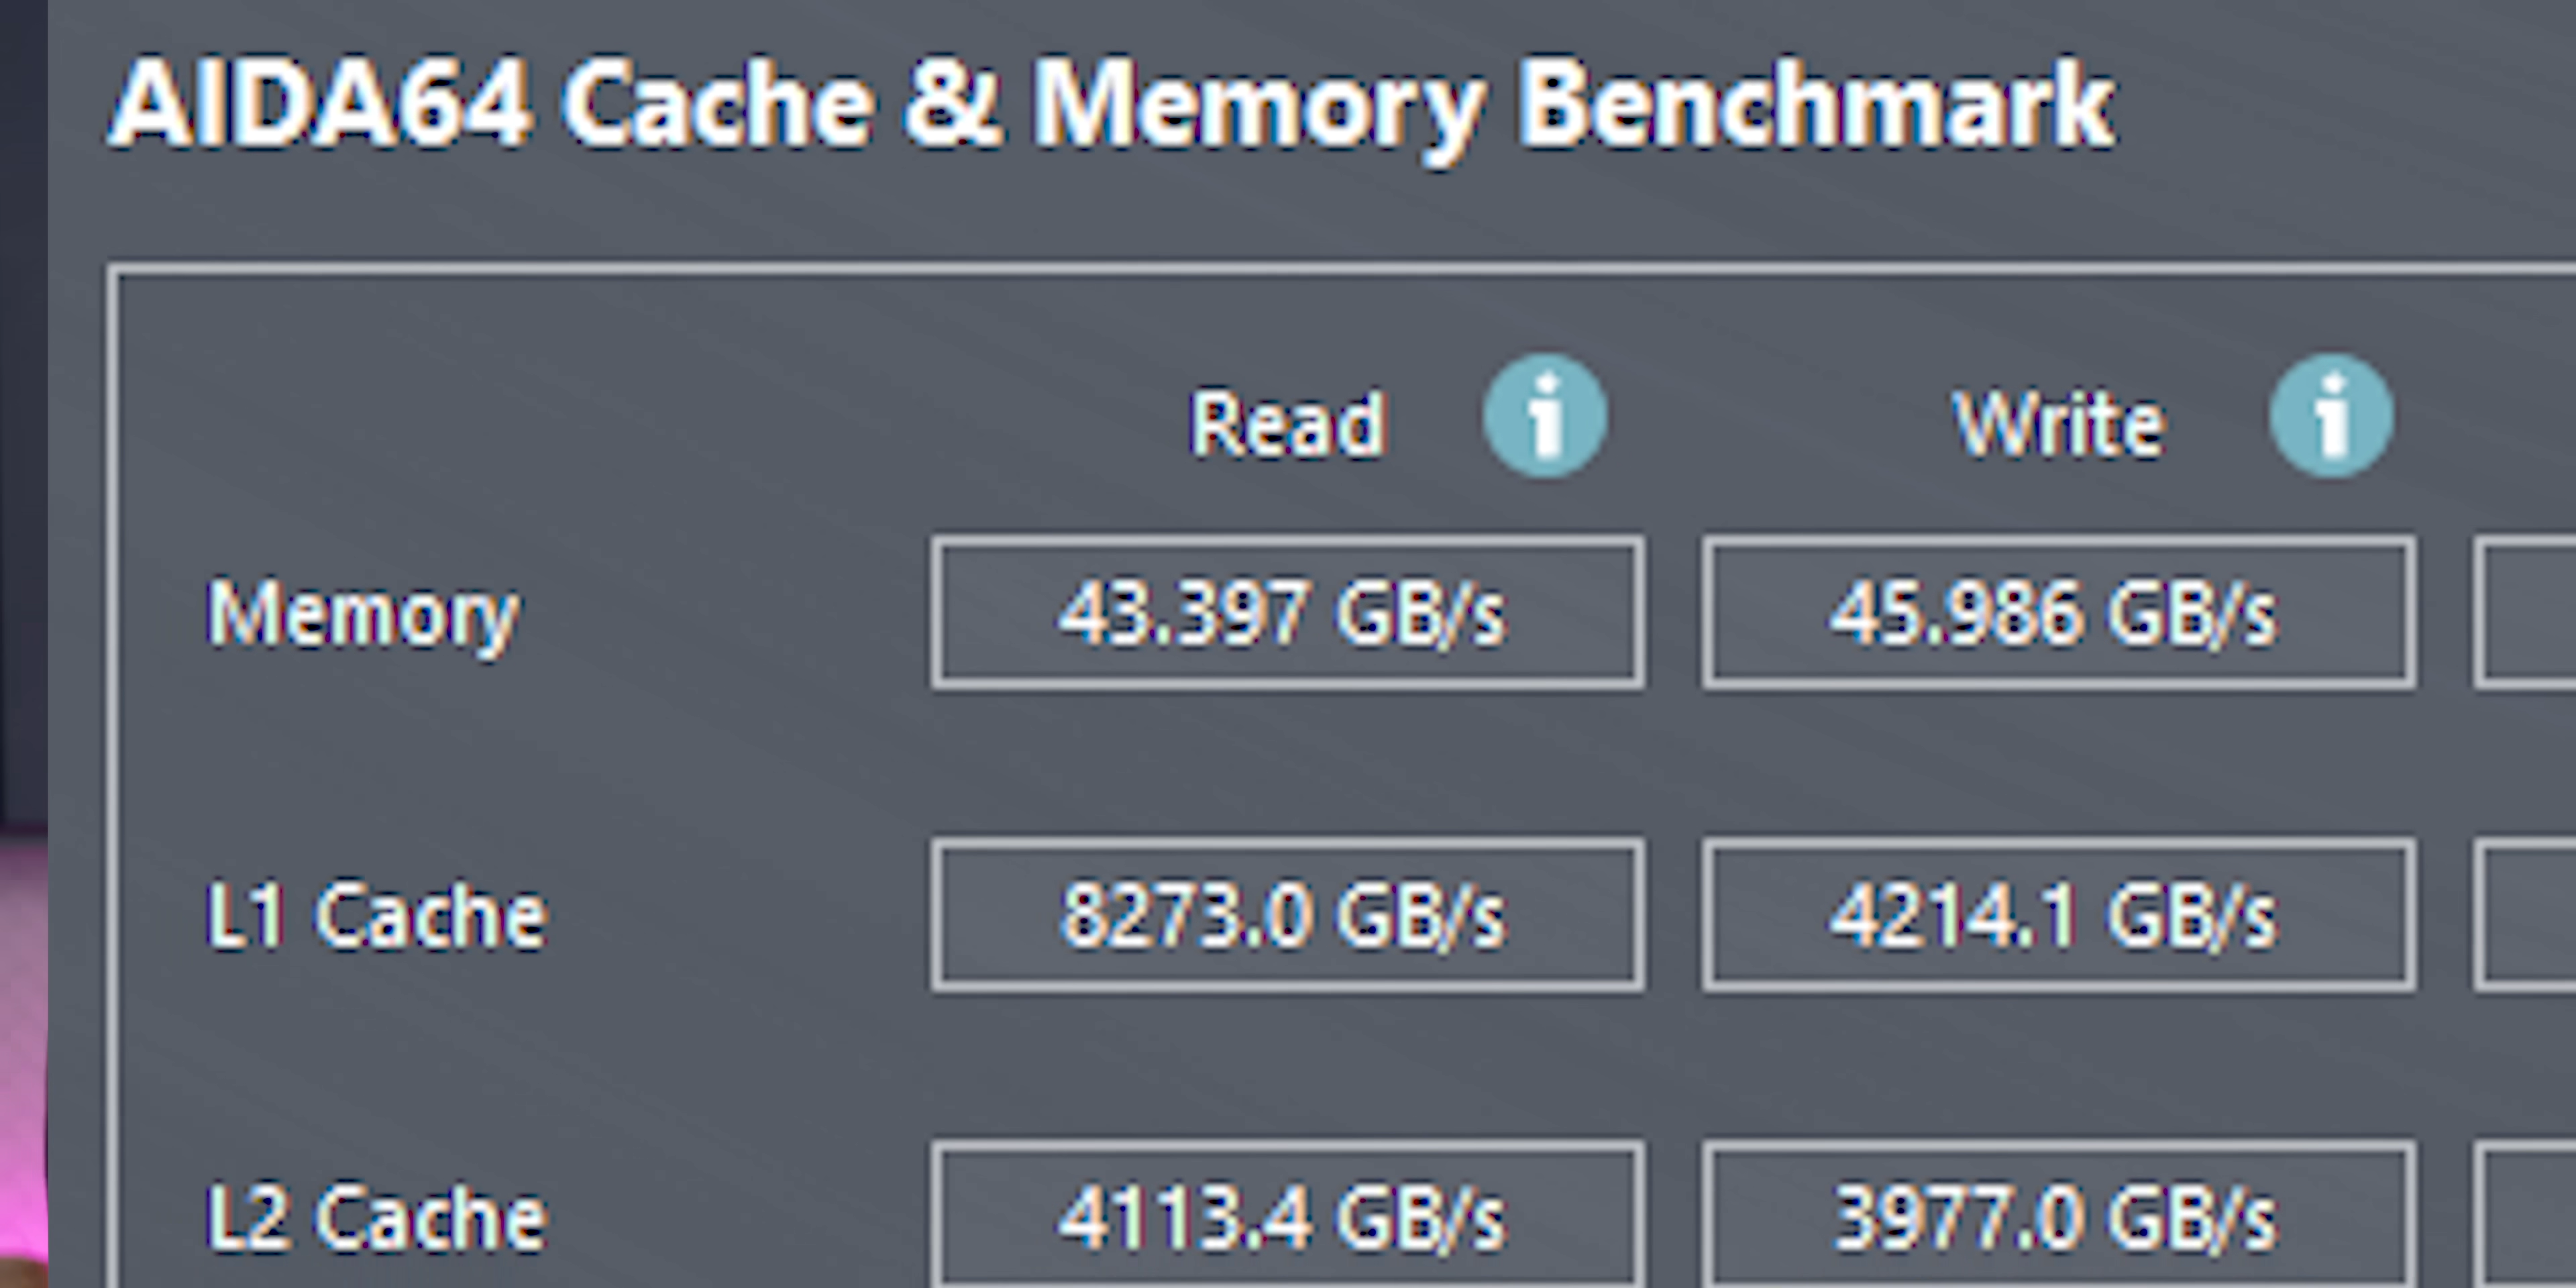 AIDA64 Cache & Memory Benchmark
Read Write
Memory 43.397 GB/s 45.986 GB/s
L1 Cache 8273.0 GB/s 4214.1 GB/s
L2 Cache 4113.4 GB/s 3977.0 GB/s